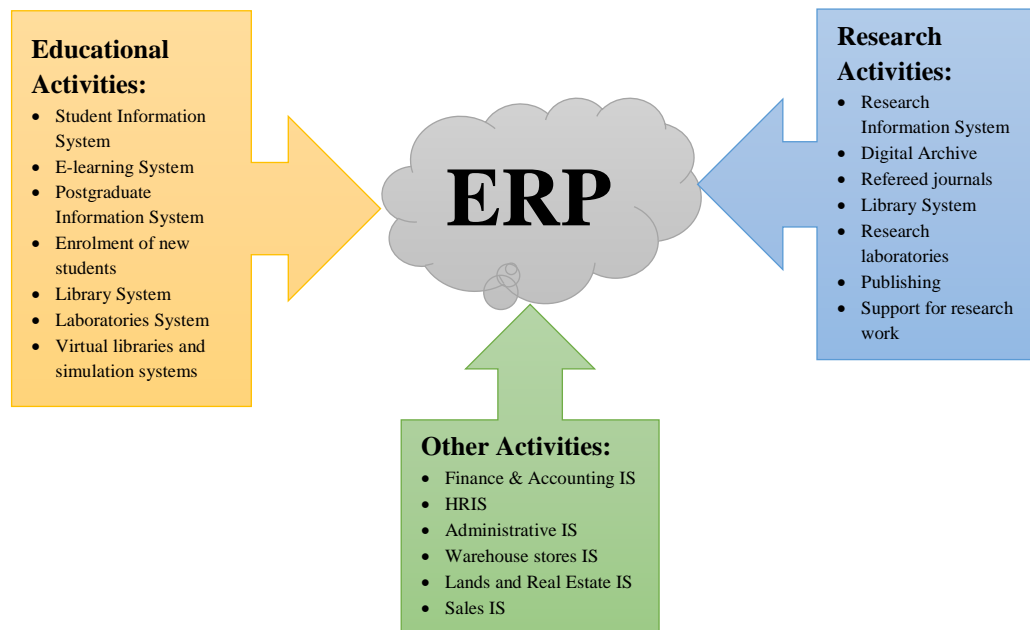 Educational
Activities:
• Student Information
System
• E-learning System
• Postgraduate
Information System
• Enrolment of new
students
• Library System
• Laboratories System
• Virtual libraries and
simulation systems
ERP
Research
Activities:
• Research
Information System
• Digital Archive
• Refereed journals
• Library System
• Research
laboratories
• Publishing
• Support for research
work
Other Activities:
• Finance & Accounting IS
• HRIS
• Administrative IS
• Warehouse stores IS
• Lands and Real Estate IS
• Sales IS